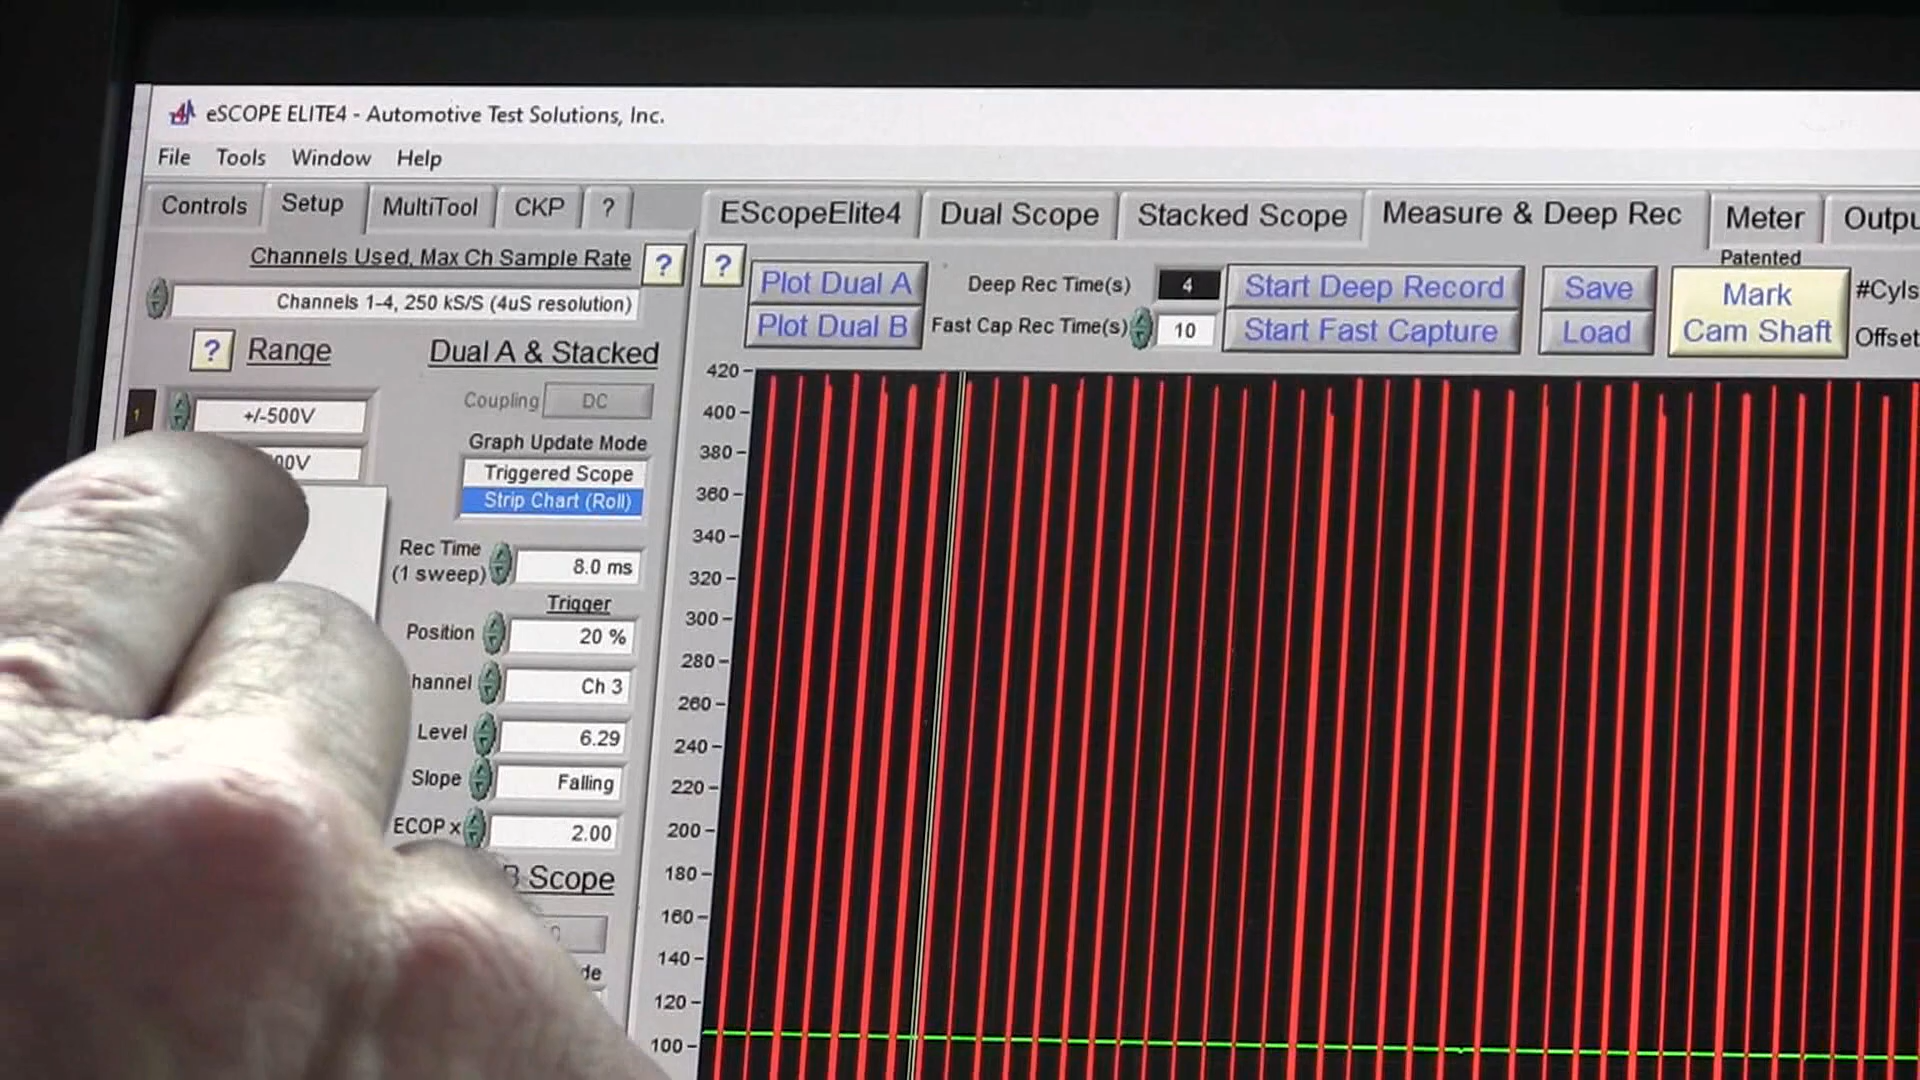 eSCOPE ELITE4 - Automotive Test Solutions, Inc.
File Tools Window Help
Controls Setup MultiTool CKP ?
EScopeElite4 Dual Scope Stacked Scope Measure & Deep Rec Meter Outpu
Channels Used, Max Ch Sample Rate ?
Channels 1-4, 250 kS/S (4uS resolution)
? Range
Dual A & Stacked
1 +/-500V
00V
Coupling DC
Graph Update Mode
Triggered Scope
Strip Chart (Roll)
Rec Time
(1 sweep) 8.0 ms
Trigger
Position 20 %
hannel Ch 3
Level 6.29
Slope Falling
ECOP x 2.00
B Scope
de
? Plot Dual A
Plot Dual B
Deep Rec Time(s) 4
Fast Cap Rec Time(s) 10
Start Deep Record
Start Fast Capture
Save
Load
Patented
Mark
Cam Shaft
#Cyls
Offset
420
400
380
360
340
320
300
280
260
240
220
200
180
160
140
120
100